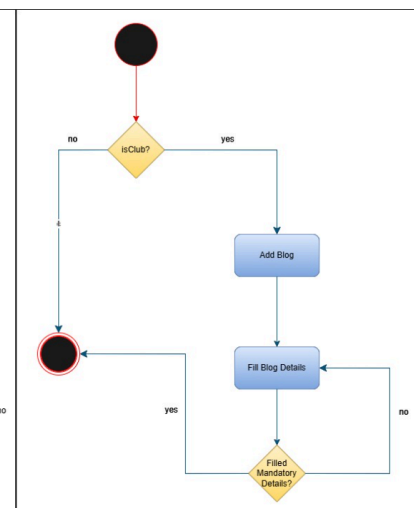 no
yes
isClub?
Add Blog
Fill Blog Details
no
yes
no
Filled
Mandatory
Details?